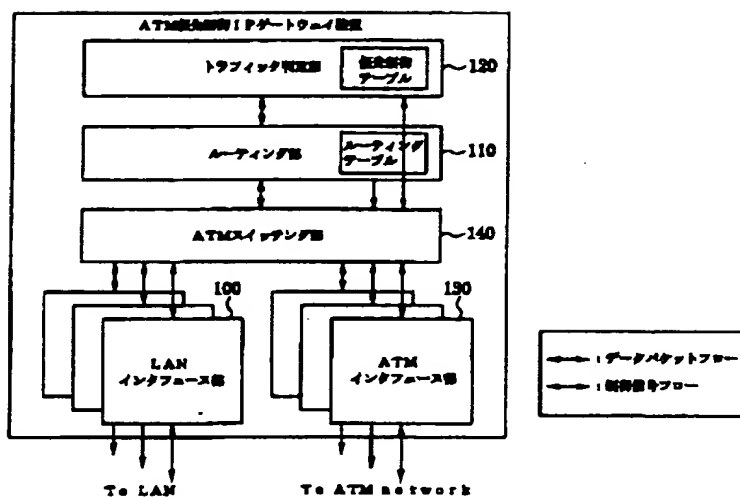 ATM優先制御IPゲートウェイ装置
トラフィック判定部
優先制御
テーブル
120
ルーティング部
ルーティング
テーブル
110
ATMスイッチング部
140
100
130
LAN
インタフェース部
ATM
インタフェース部
:データパケットフロー
:制御信号フロー
To LAN
To ATM network